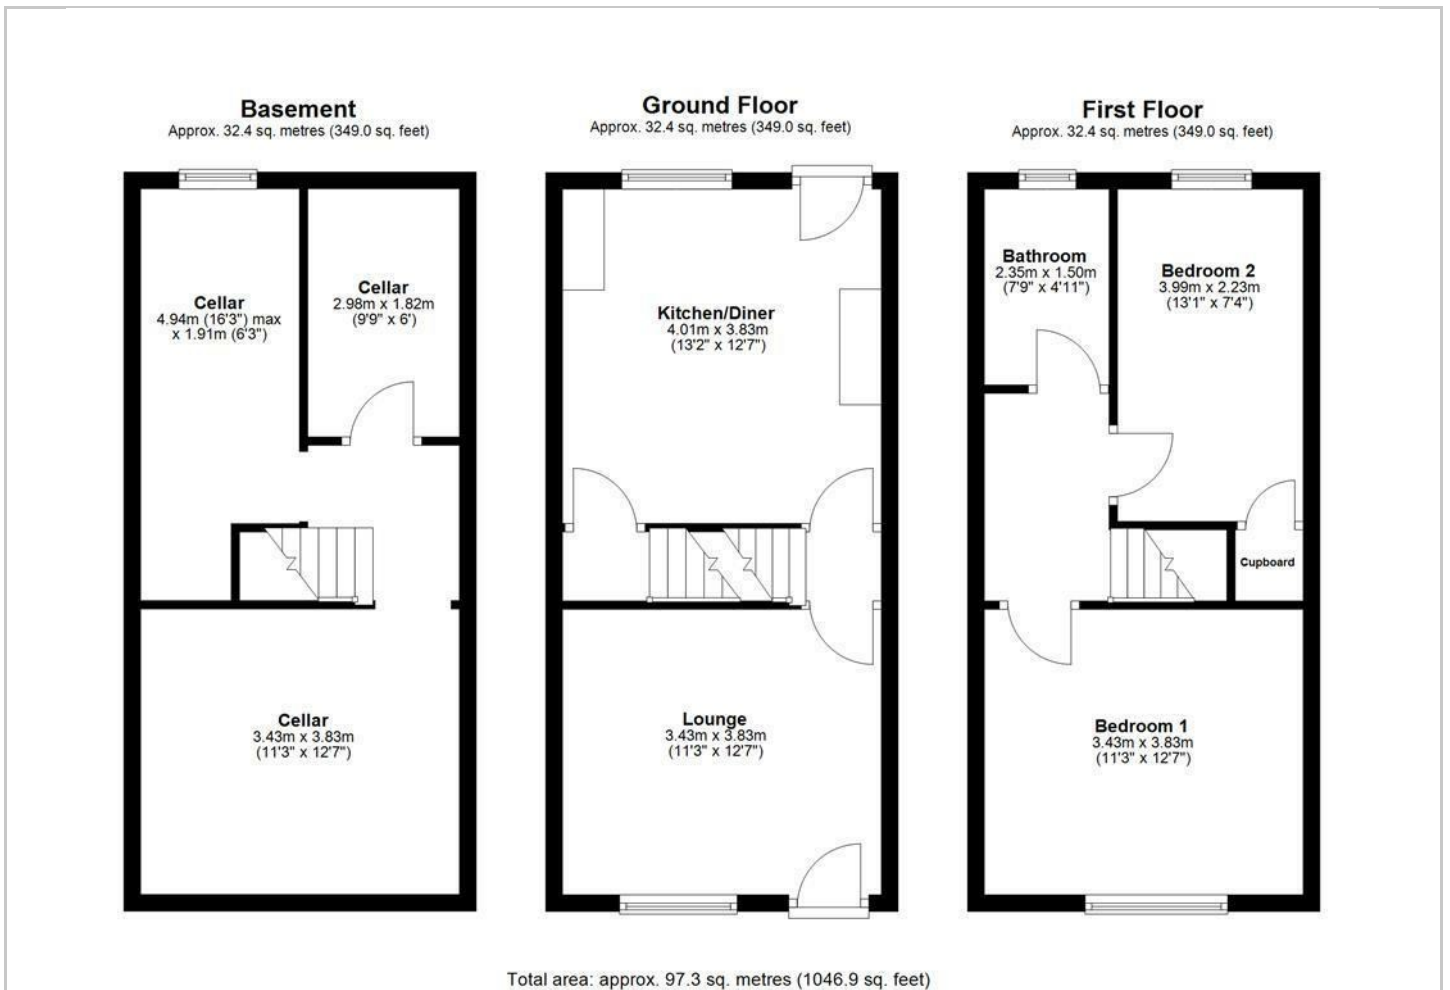 Basement
Approx. 32.4 sq. metres (349.0 sq. feet)
Cellar
4.94m (16'3") max
x 1.91m (6'3")
Cellar
2.98m x 1.82m
(9'9" x 6')
Cellar
3.43m x 3.83m
(11'3" x 12'7")
Ground Floor
Approx. 32.4 sq. metres (349.0 sq. feet)
Kitchen/Diner
4.01m x 3.83m
(13'2" x 12'7")
Lounge
3.43m x 3.83m
(11'3" x 12'7")
First Floor
Approx. 32.4 sq. metres (349.0 sq. feet)
Bathroom
2.35m x 1.50m
(7'9" x 4'11")
Bedroom 2
3.99m x 2.23m
(13'1" x 7'4")
Cupboard
Bedroom 1
3.43m x 3.83m
(11'3" x 12'7")
Total area: approx. 97.3 sq. metres (1046.9 sq. feet)